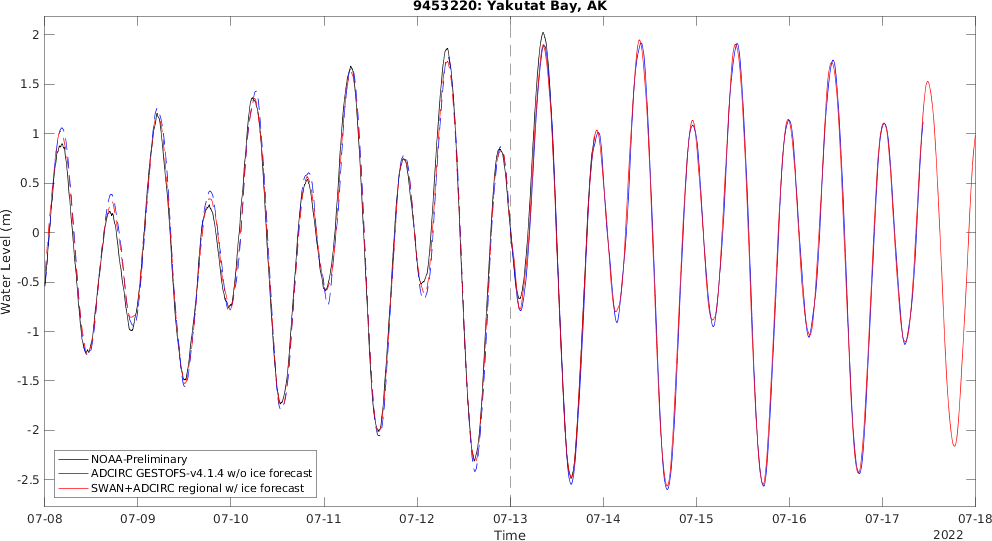 9453220: Yakutat Bay, AK
Water Level (m)
2
1.5
1
0.5
0
-0.5
-1
-1.5
-2
-2.5
NOAA-Preliminary
ADCIRC GESTOFS-v4.1.4 w/o ice forecast
SWAN+ADCIRC regional w/ ice forecast
07-08 07-09 07-10 07-11 07-12 07-13 07-14 07-15 07-16 07-17 07-18
Time
2022